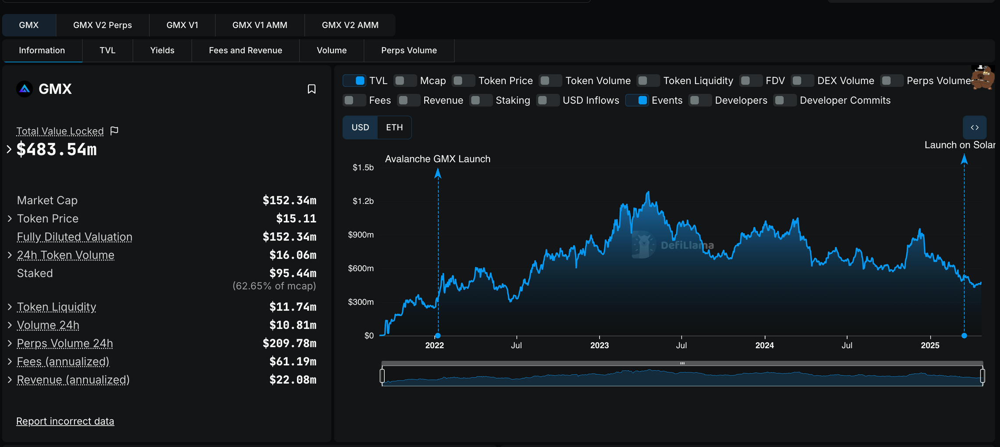 GMX GMX V2 Perps GMX V1 GMX V1 AMM GMX V2 AMM
Information TVL Yields Fees and Revenue Volume Perps Volume
GMX
Total Value Locked
$483.54m
Market Cap $152.34m
Token Price $15.11
Fully Diluted Valuation $152.34m
24h Token Volume $16.06m
Staked $95.44m
(62.65% of mcap)
Token Liquidity $11.74m
Volume 24h $10.81m
Perps Volume 24h $209.78m
Fees (annualized) $61.19m
Revenue (annualized) $22.08m
Report incorrect data
TVL Mcap Token Price Token Volume Token Liquidity FDV DEX Volume Perps Volume
Fees Revenue Staking USD Inflows Events Developers Developer Commits
USD ETH
Launch on Solar
Avalanche GMX Launch
$1.5b
$1.2b
$900m
DefiLlama
$600m
$300m
$0
2022 Jul 2023 Jul 2024 Jul 2025